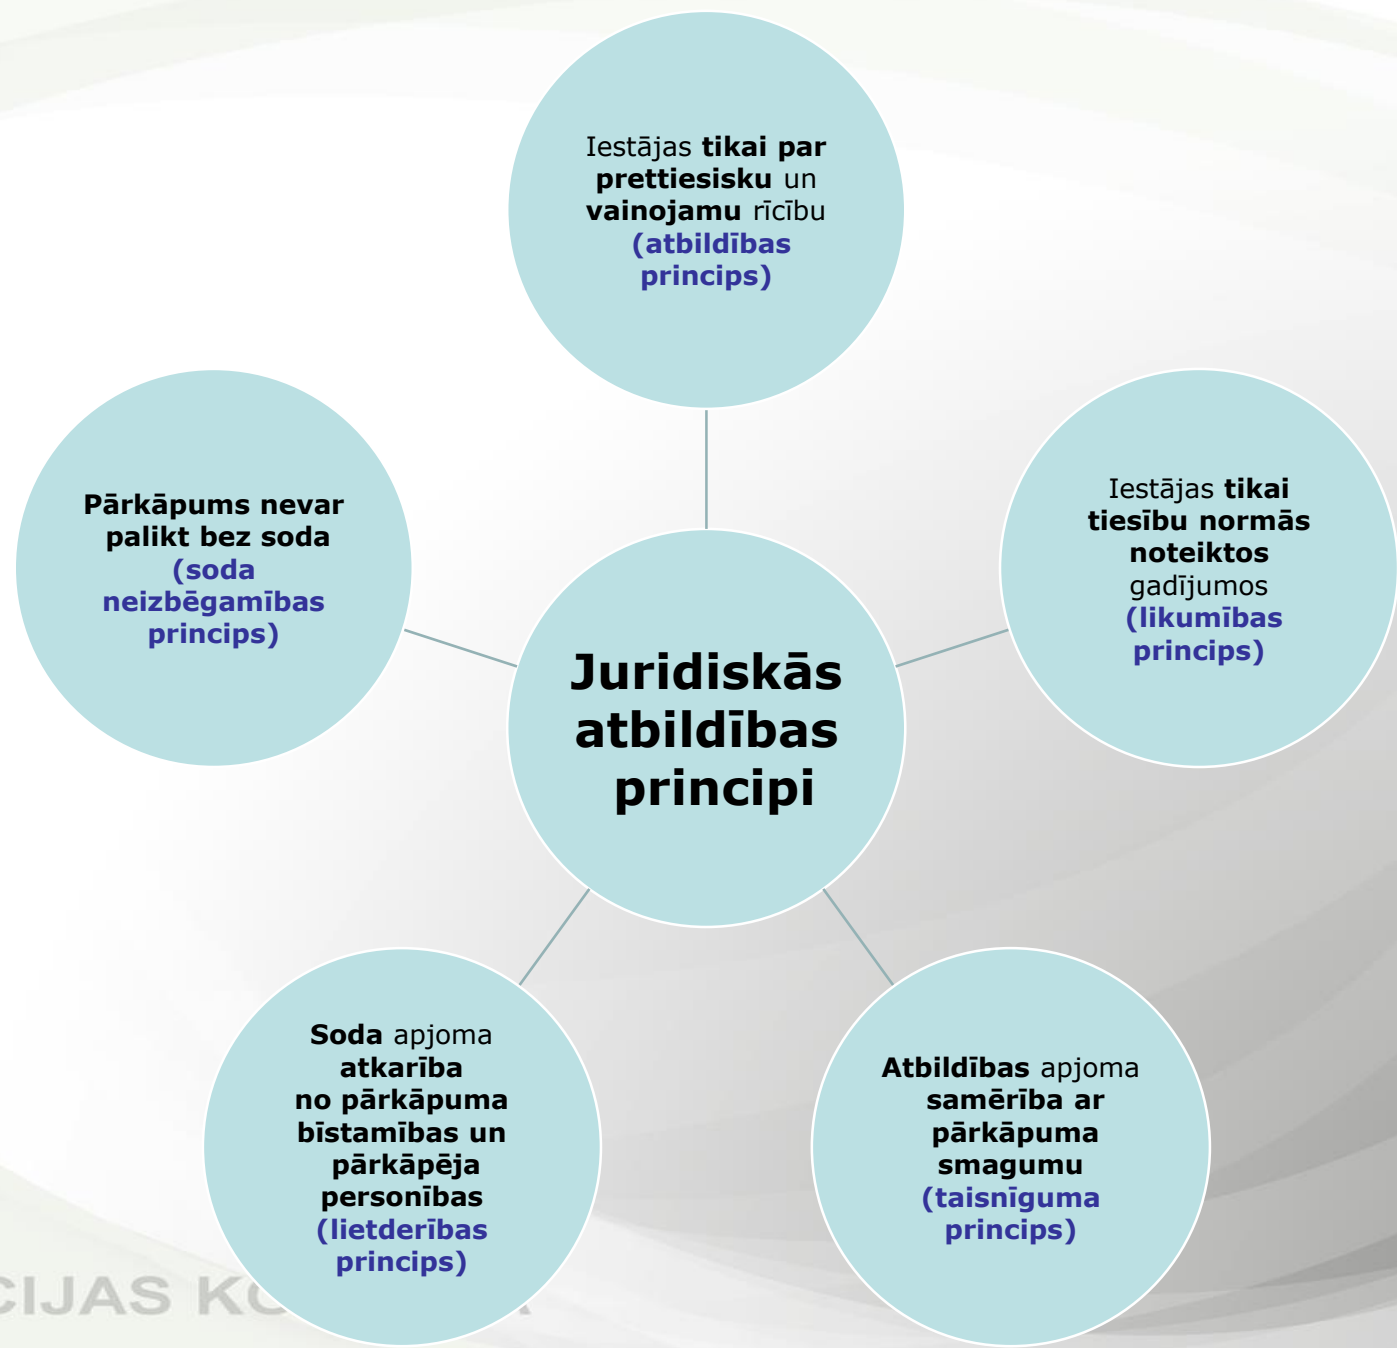 Iestājas tikai par
prettiesisku un
vainojamu rīcību
(atbildības
princips)
Pārkāpums nevar
palikt bez soda
(soda
neizbēgamības
princips)
Iestājas tikai
tiesību normās
noteiktos
gadījumos
(likumības
princips)
Juridiskās
atbildības
principi
Soda apjoma
atkarība
no pārkāpuma
bīstamības un
pārkāpēja
personības
(lietderības
princips)
Atbildības apjoma
samērība ar
pārkāpuma
smagumu
(taisnīguma
princips)